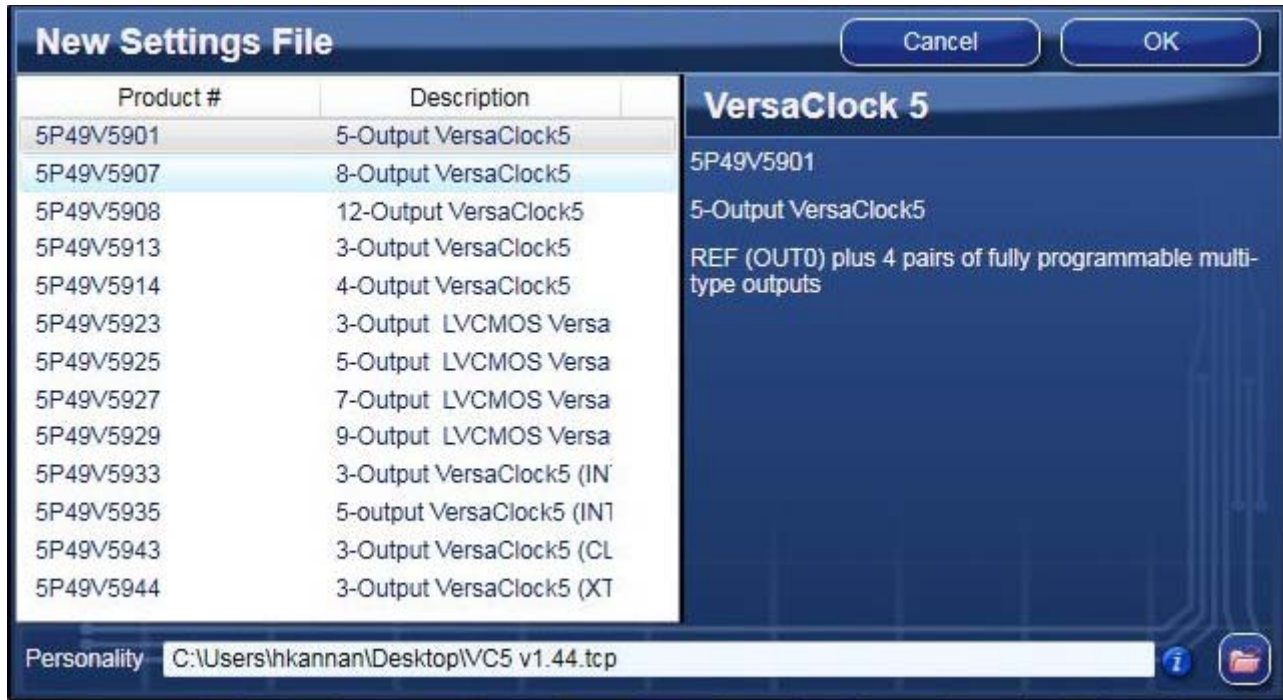 New Settings File
Cancel
OK
Product # Description
5P49V5901 5-Output VersaClock5
5P49V5907 8-Output VersaClock5
5P49V5908 12-Output VersaClock5
5P49V5913 3-Output VersaClock5
5P49V5914 4-Output VersaClock5
5P49V5923 3-Output LVCMOS Versa
5P49V5925 5-Output LVCMOS Versa
5P49V5927 7-Output LVCMOS Versa
5P49V5929 9-Output LVCMOS Versa
5P49V5933 3-Output VersaClock5 (IN
5P49V5935 5-output VersaClock5 (INT
5P49V5943 3-Output VersaClock5 (CL
5P49V5944 3-Output VersaClock5 (XT
VersaClock 5
5P49V5901
5-Output VersaClock5
REF (OUT0) plus 4 pairs of fully programmable multi-
type outputs
Personality C:\Users\hkannan\Desktop\VC5 v1.44.tcp